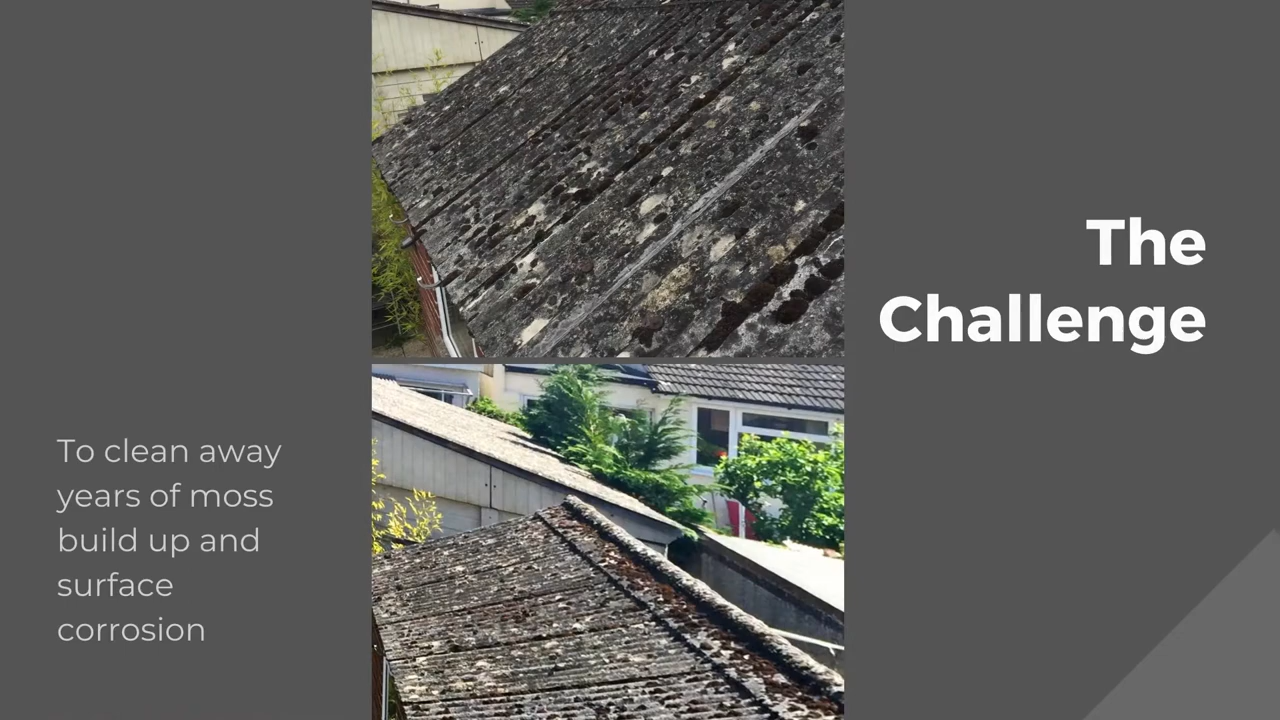 The
Challenge
To clean away
years of moss
build up and
surface
corrosion